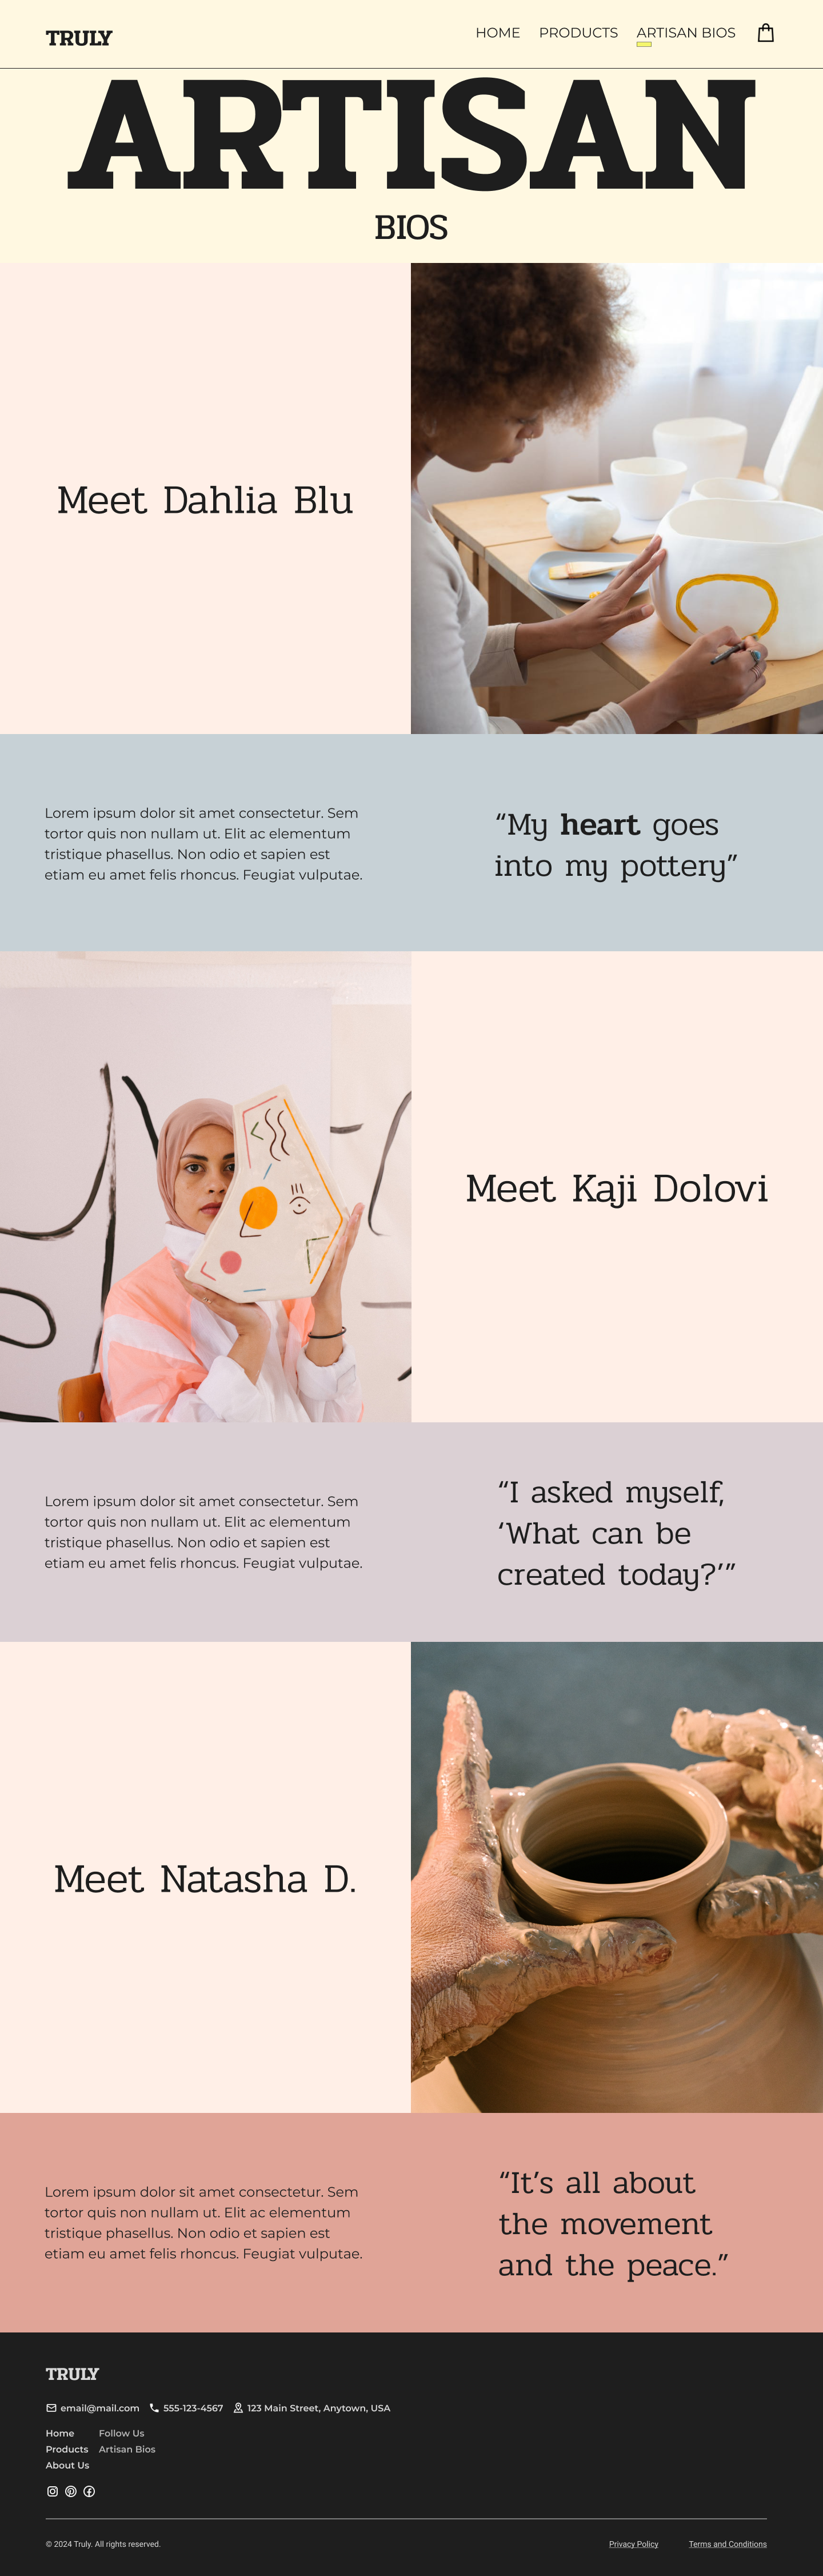 TRULY
HOME PRODUCTS ARTISAN BIOS
ARTISAN
BIOS
Meet Dahlia Blu
Lorem ipsum dolor sit amet consectetur. Sem
tortor quis non nullam ut. Elit ac elementum
tristique phasellus. Non odio et sapien est
etiam eu amet felis rhoncus. Feugiat vulputae.
“My heart goes
into my pottery”
Meet Kaji Dolovi
Lorem ipsum dolor sit amet consectetur. Sem
tortor quis non nullam ut. Elit ac elementum
tristique phasellus. Non odio et sapien est
etiam eu amet felis rhoncus. Feugiat vulputae.
“I asked myself,
‘What can be
created today?’”
Meet Natasha D.
Lorem ipsum dolor sit amet consectetur. Sem
tortor quis non nullam ut. Elit ac elementum
tristique phasellus. Non odio et sapien est
etiam eu amet felis rhoncus. Feugiat vulputae.
“It’s all about
the movement
and the peace.”
TRULY
email@mail.com 555-123-4567 123 Main Street, Anytown, USA
Home Follow Us
Products Artisan Bios
About Us
© 2024 Truly. All rights reserved. Privacy Policy Terms and Conditions